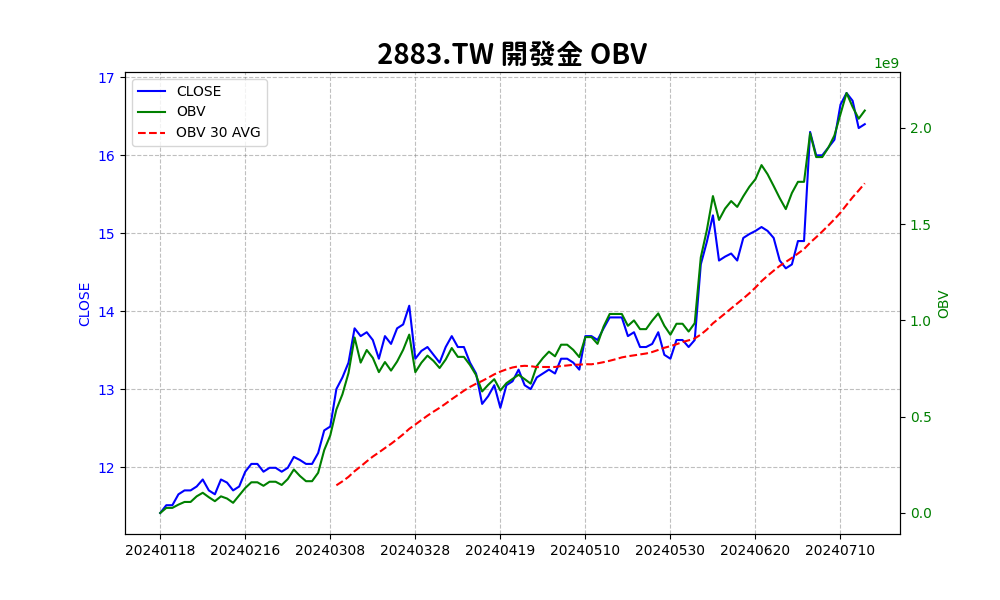 2883.TW 開發金 OBV
1e9
CLOSE
OBV
OBV 30 AVG
17
16
15
14
13
12
CLOSE
2.0
1.5
1.0
0.5
0.0
OBV
20240118 20240216 20240308 20240328 20240419 20240510 20240530 20240620 20240710